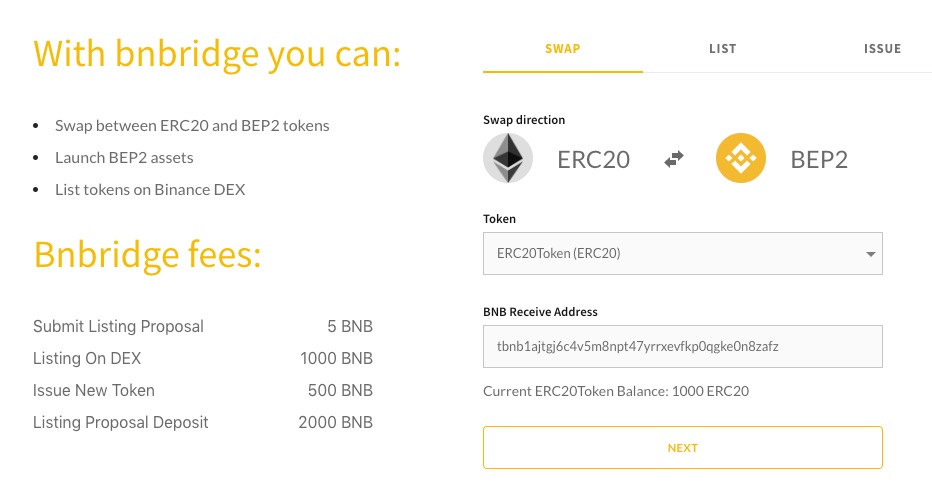 With bnbridge you can:
Swap between ERC20 and BEP2 tokens
Launch BEP2 assets
List tokens on Binance DEX
Bnbridge fees:
Submit Listing Proposal 5 BNB
Listing On DEX 1000 BNB
Issue New Token 500 BNB
Listing Proposal Deposit 2000 BNB
SWAP LIST ISSUE
Swap direction
ERC20 BEP2
Token
ERC20Token (ERC20)
BNB Receive Address
tbnb1ajtgj6c4v5m8npt47yrrxevfkp0qgke0n8zafz
Current ERC20Token Balance: 1000 ERC20
NEXT